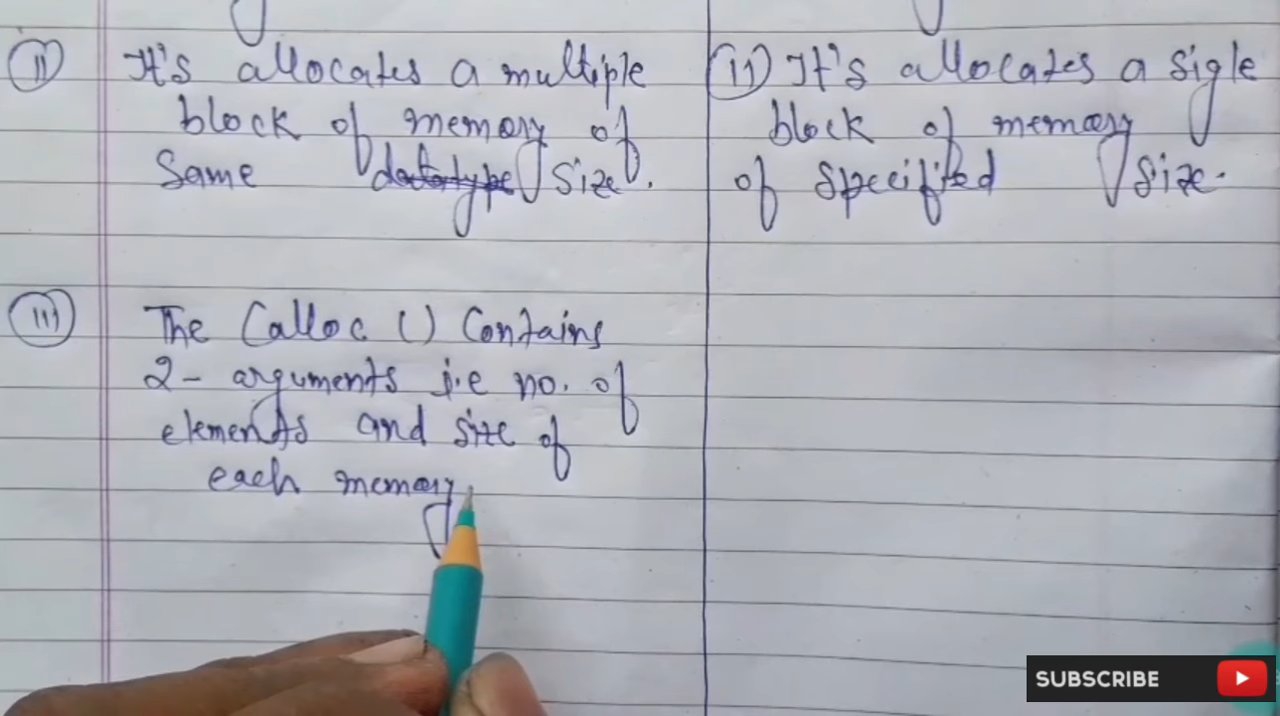 (ii) It's allocates a multiple
block of memory of
same datatype size.
(ii) It's allocates a sigle
block of memory
of specified size.
(iii) The Calloc () Contains
2- arguments i.e no. of
elements and size of
each memory
SUBSCRIBE